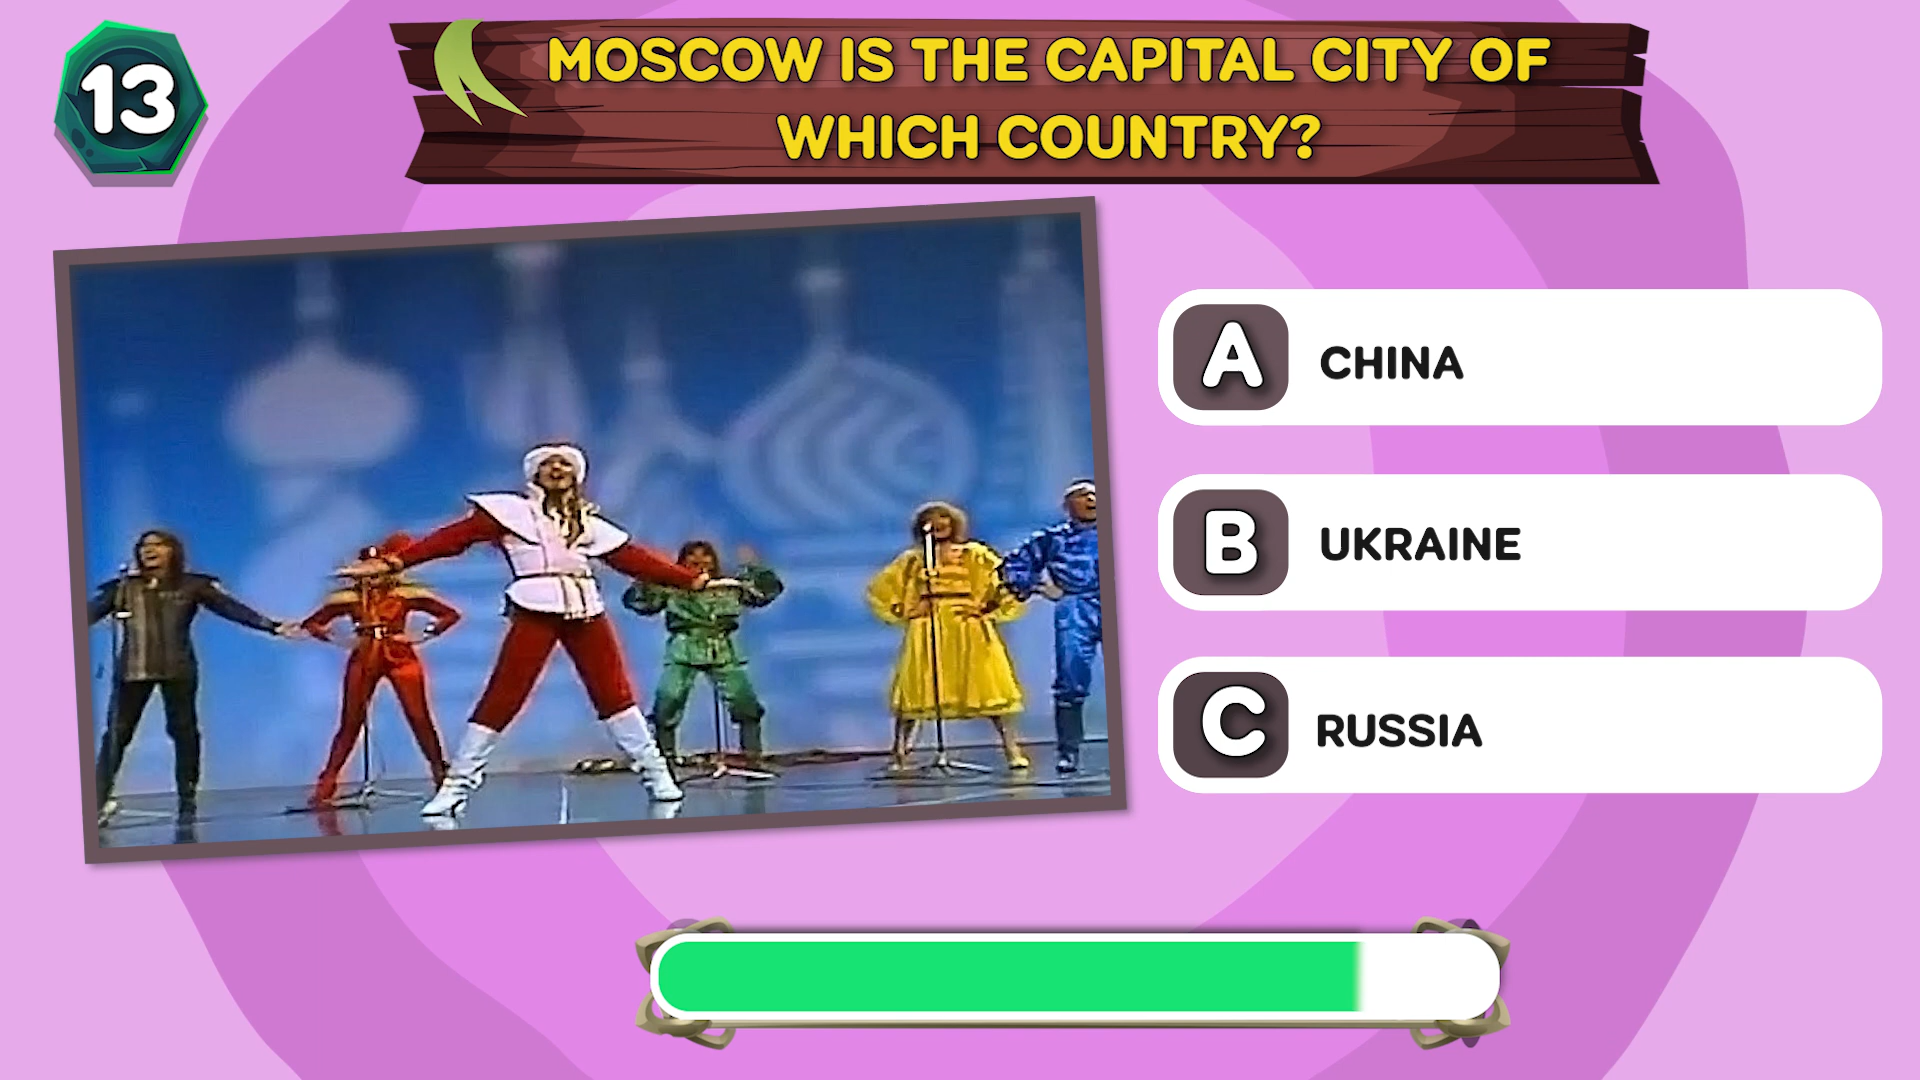 13
MOSCOW IS THE CAPITAL CITY OF
WHICH COUNTRY?
A CHINA
B UKRAINE
C RUSSIA